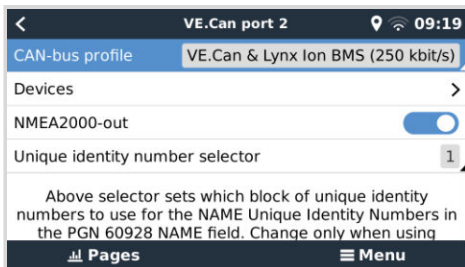 VE.Can port 2
09:19
CAN-bus profile
VE.Can & Lynx Ion BMS (250 kbit/s)
Devices
NMEA2000-out
Unique identity number selector
1
Above selector sets which block of unique identity
numbers to use for the NAME Unique Identity Numbers in
the PGN 60928 NAME field. Change only when using
Pages
Menu